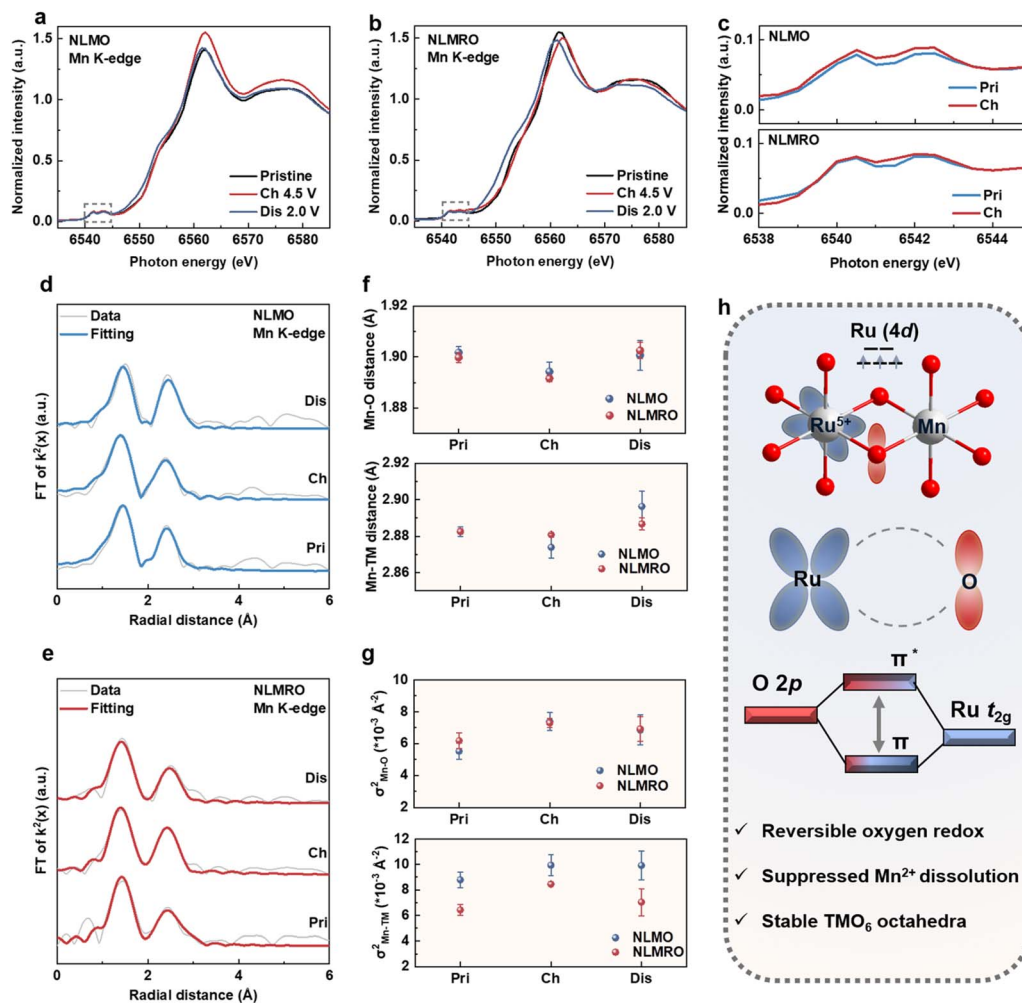 a
NLMO
Mn K-edge
Normalized intensity (a.u.)
1.5
1.0
0.5
0.0
Pristine
Ch 4.5 V
Dis 2.0 V
6540 6550 6560 6570 6580
Photon energy (eV)
b
NLMRO
Mn K-edge
Normalized intensity (a.u.)
1.5
1.0
0.5
0.0
Pristine
Ch 4.5 V
Dis 2.0 V
6540 6550 6560 6570 6580
Photon energy (eV)
c
NLMO
0.1
0.0
Pri
Ch
NLMRO
0.1
0.0
Pri
Ch
Normalized intensity (a.u.)
6538 6540 6542 6544
Photon energy (eV)
d
Data
Fitting
NLMO
Mn K-edge
Dis
Ch
Pri
FT of k²(x) (a.u.)
0 2 4 6
Radial distance (Å)
e
Data
Fitting
NLMRO
Mn K-edge
Dis
Ch
Pri
FT of k²(x) (a.u.)
0 2 4 6
Radial distance (Å)
f
Mn-O distance (Å)
1.92
1.90
1.88
NLMO
NLMRO
Pri Ch Dis
Mn-TM distance (Å)
2.92
2.90
2.88
2.86
NLMO
NLMRO
Pri Ch Dis
g
σ²Mn-O (*10⁻³ Å⁻²)
10
8
6
4
2
NLMO
NLMRO
Pri Ch Dis
σ²Mn-TM (*10⁻³ Å⁻²)
12
10
8
6
4
2
NLMO
NLMRO
Pri Ch Dis
h
Ru (4d)
Ru⁵⁺ Mn
Ru O
π*
O 2p
Ru t₂g
π
✓ Reversible oxygen redox
✓ Suppressed Mn²⁺ dissolution
✓ Stable TMO₆ octahedra